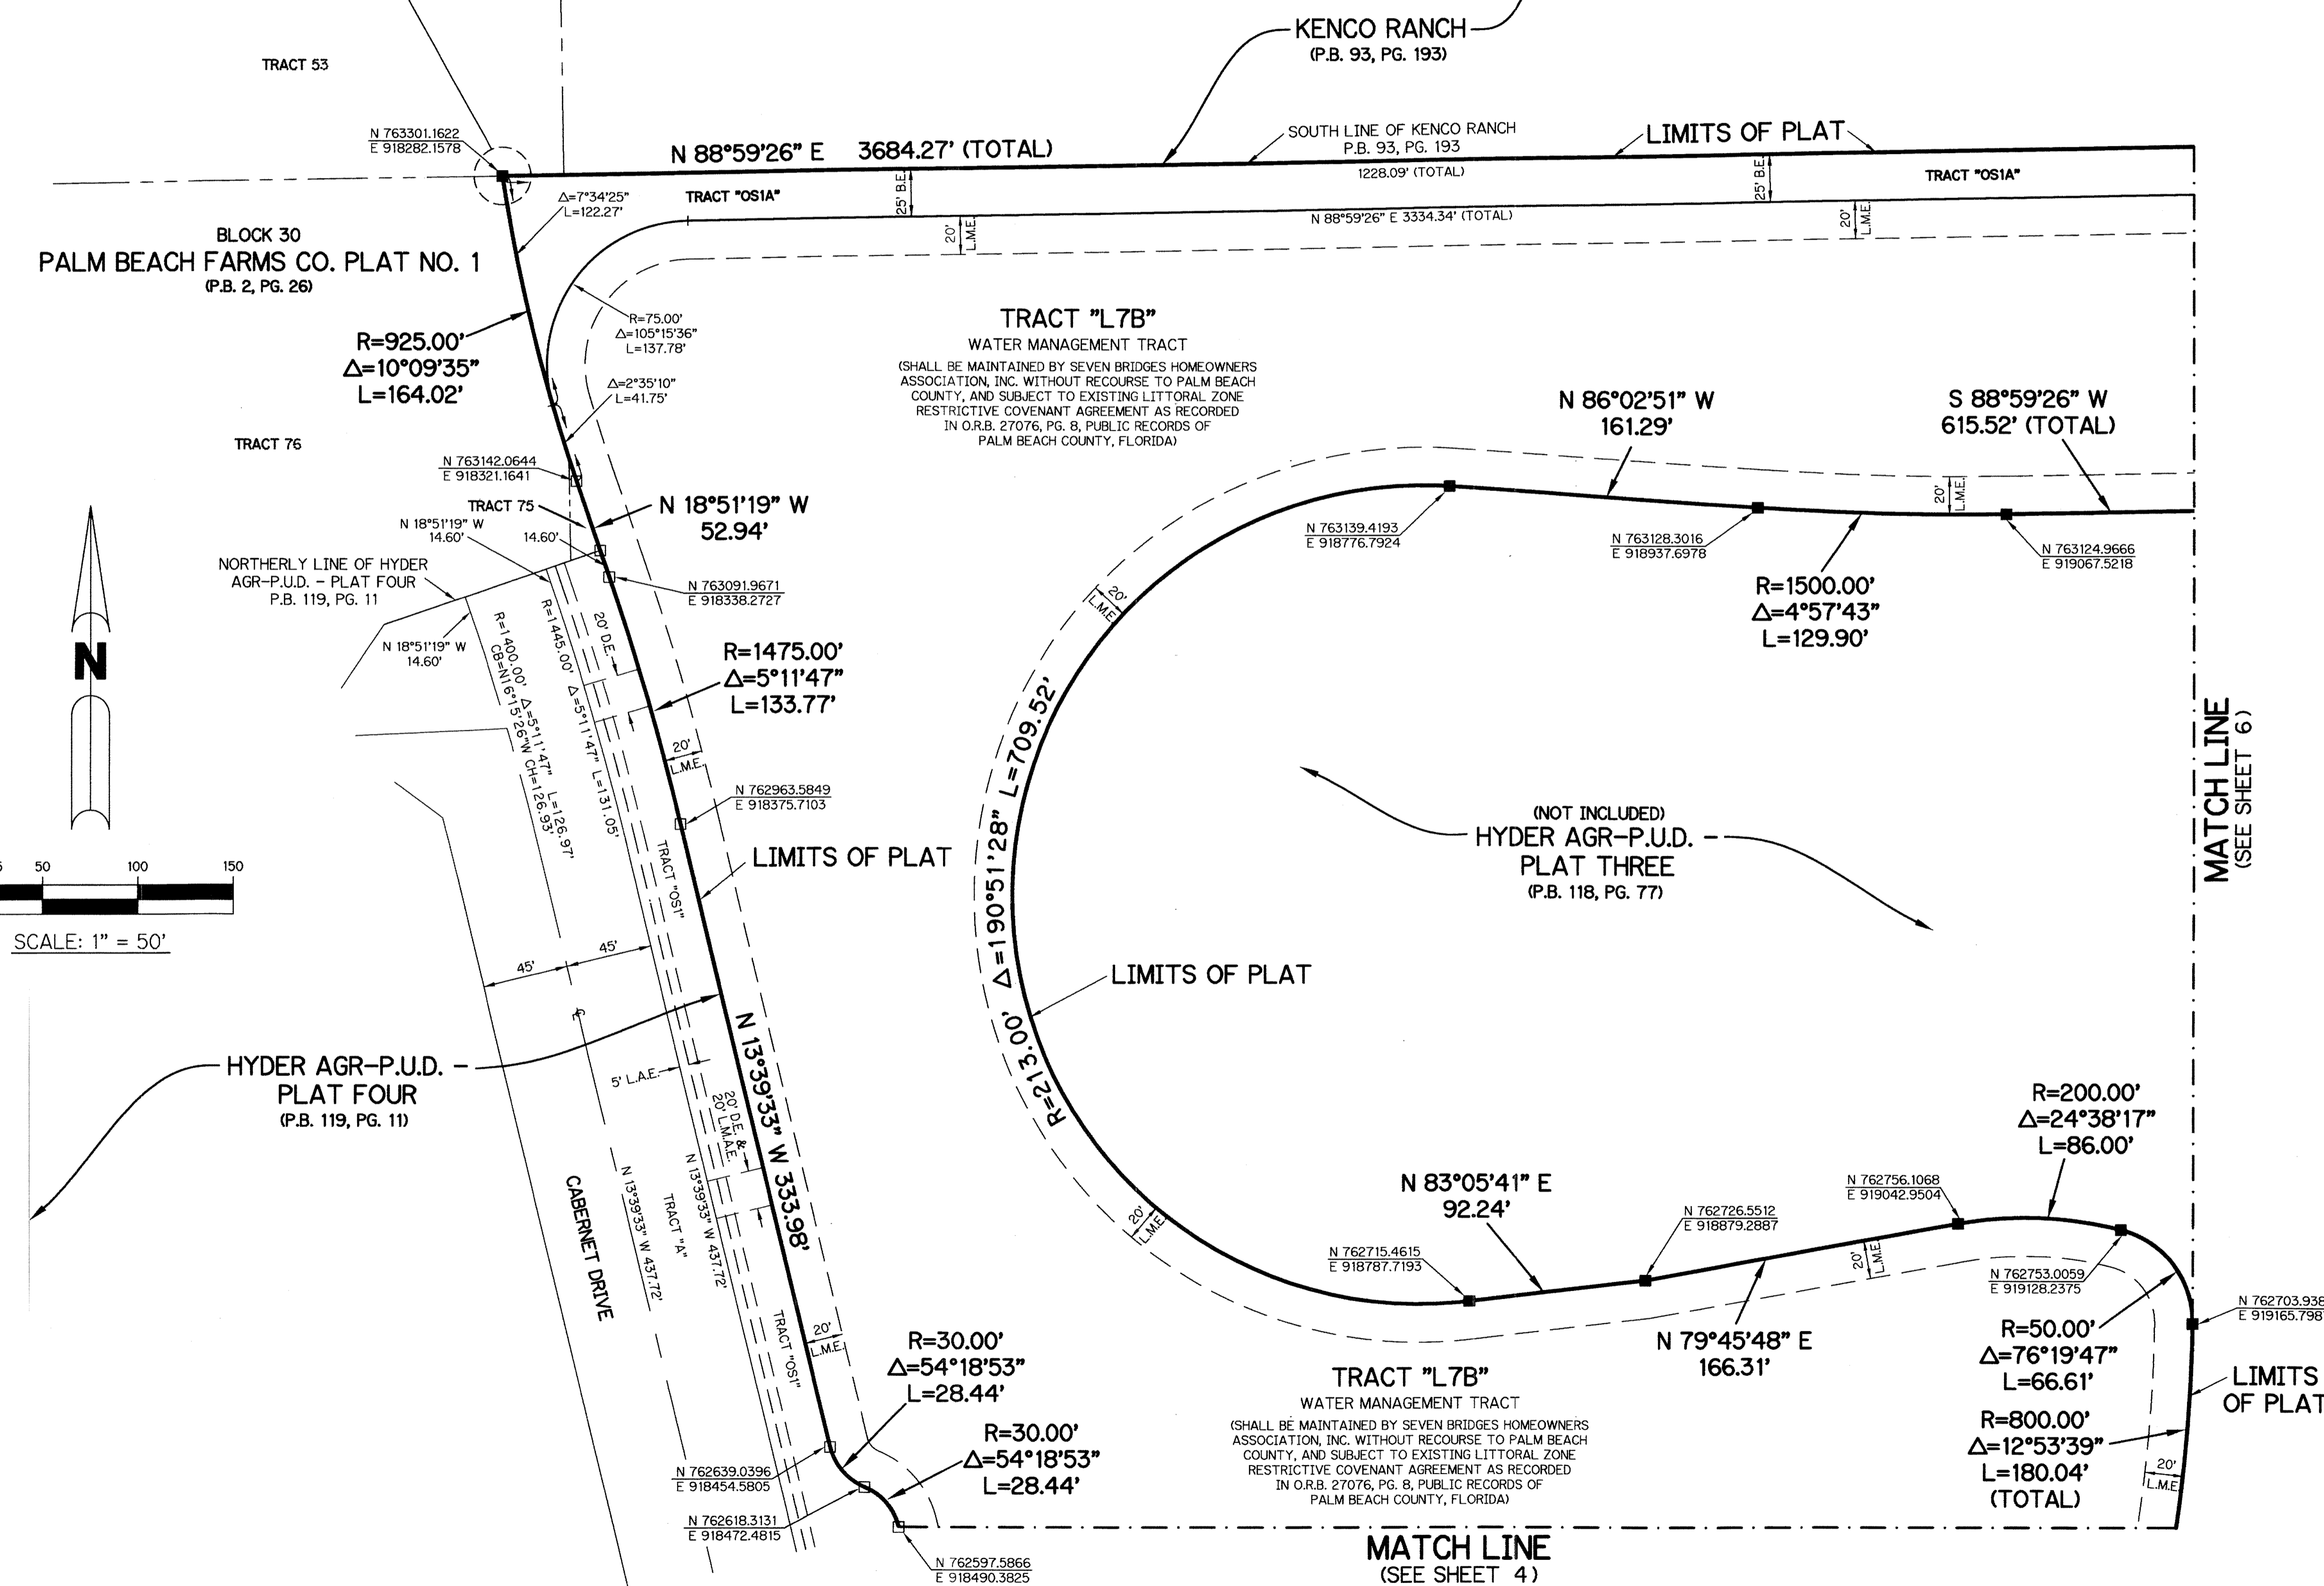 KENCO RANCH
(P.B. 93, PG. 193)
TRACT 53
N 763301.1622
E 918282.1578
N 88°59'26" E 3684.27' (TOTAL)
SOUTH LINE OF KENCO RANCH
P.B. 93, PG. 193
LIMITS OF PLAT
1228.09' (TOTAL)
Δ=7°34'25"
L=122.27'
TRACT "OS1A"
25' B.E.
25' B.E.
TRACT "OS1A"
N 88°59'26" E 3334.34' (TOTAL)
20'
L.M.E.
20'
L.M.E.
BLOCK 30
PALM BEACH FARMS CO. PLAT NO. 1
(P.B. 2, PG. 26)
R=925.00'
Δ=10°09'35"
L=164.02'
R=75.00'
Δ=105°15'36"
L=137.78'
Δ=2°35'10"
L=41.75'
TRACT "L7B"
WATER MANAGEMENT TRACT
(SHALL BE MAINTAINED BY SEVEN BRIDGES HOMEOWNERS
ASSOCIATION, INC. WITHOUT RECOURSE TO PALM BEACH
COUNTY, AND SUBJECT TO EXISTING LITTORAL ZONE
RESTRICTIVE COVENANT AGREEMENT AS RECORDED
IN O.R.B. 27076, PG. 8, PUBLIC RECORDS OF
PALM BEACH COUNTY, FLORIDA)
N 86°02'51" W
161.29'
S 88°59'26" W
615.52' (TOTAL)
TRACT 76
N 763142.0644
E 918321.1641
TRACT 75
N 18°51'19" W
52.94'
N 18°51'19" W
14.60'
14.60'
NORTHERLY LINE OF HYDER
AGR-P.U.D. - PLAT FOUR
P.B. 119, PG. 11
N 763091.9671
E 918338.2727
N 18°51'19" W
14.60'
20'
L.M.E.
N 763139.4193
E 918776.7924
N 763128.3016
E 918937.6978
N 763124.9666
E 919067.5218
R=1500.00'
Δ=4°57'43"
L=129.90'
20'
L.M.E.
N
R=1400.00' Δ=5°11'47" L=126.97'
CB=N16°15'26"W CH=126.93'
R=1445.00' Δ=5°11'47" L=131.05'
20' D.E.
R=1475.00'
Δ=5°11'47"
L=133.77'
20'
L.M.E.
N 762963.5849
E 918375.7103
R=213.00' Δ=190°51'28" L=709.52'
MATCH LINE
(SEE SHEET 6)
(NOT INCLUDED)
HYDER AGR-P.U.D. -
PLAT THREE
(P.B. 118, PG. 77)
50 100 150
SCALE: 1" = 50'
LIMITS OF PLAT
TRACT "OS1"
45'
45'
LIMITS OF PLAT
HYDER AGR-P.U.D. -
PLAT FOUR
(P.B. 119, PG. 11)
5' L.A.E.
20' D.E. &
20' L.M.A.E.
N 13°39'33" W 333.98'
CABERNET DRIVE
N 13°39'33" W 437.72'
TRACT "A"
N 13°39'33" W 437.72'
TRACT "OS1"
20'
L.M.E.
20'
L.M.E.
R=200.00'
Δ=24°38'17"
L=86.00'
N 83°05'41" E
92.24'
N 762756.1068
E 919042.9504
N 762726.5512
E 918879.2887
N 762715.4615
E 918787.7193
20'
L.M.E.
N 762753.0059
E 919128.2375
N 762703.938
E 919165.798
N 79°45'48" E
166.31'
R=50.00'
Δ=76°19'47"
L=66.61'
LIMITS
OF PLAT
R=800.00'
Δ=12°53'39"
L=180.04'
(TOTAL)
20'
L.M.E.
R=30.00'
Δ=54°18'53"
L=28.44'
R=30.00'
Δ=54°18'53"
L=28.44'
TRACT "L7B"
WATER MANAGEMENT TRACT
(SHALL BE MAINTAINED BY SEVEN BRIDGES HOMEOWNERS
ASSOCIATION, INC. WITHOUT RECOURSE TO PALM BEACH
COUNTY, AND SUBJECT TO EXISTING LITTORAL ZONE
RESTRICTIVE COVENANT AGREEMENT AS RECORDED
IN O.R.B. 27076, PG. 8, PUBLIC RECORDS OF
PALM BEACH COUNTY, FLORIDA)
N 762639.0396
E 918454.5805
N 762618.3131
E 918472.4815
N 762597.5866
E 918490.3825
MATCH LINE
(SEE SHEET 4)